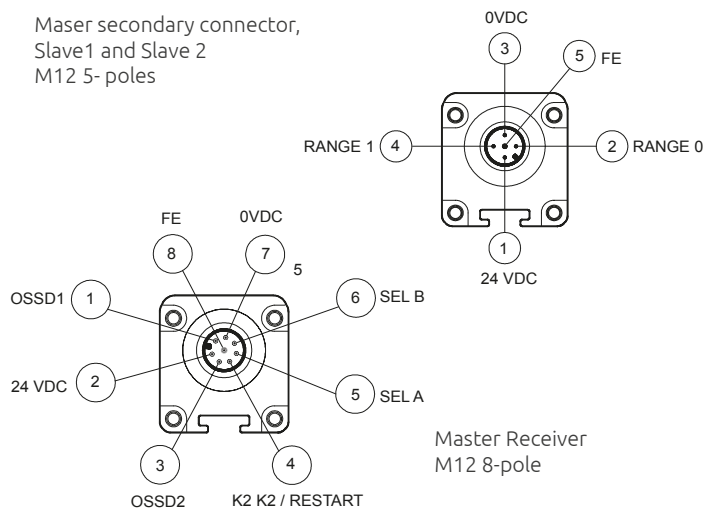 Maser secondary connector,
Slave1 and Slave 2
M12 5- poles
0VDC
3
5 FE
RANGE 1 4
2 RANGE 0
1
24 VDC
FE 0VDC
8 7
5
OSSD1 1
6 SEL B
24 VDC 2
5 SEL A
3 4
OSSD2 K2 K2 / RESTART
Master Receiver
M12 8-pole